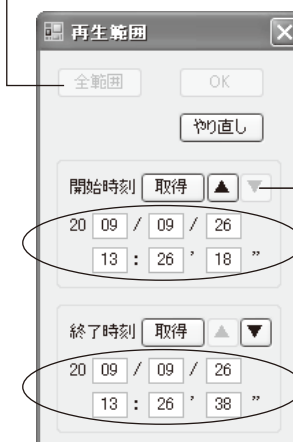 再生範囲
全範囲 OK
やり直し
開始時刻 取得 ▲ ▼
20 09 / 09 / 26
13 : 26 ’ 18 ”
終了時刻 取得 ▲ ▼
20 09 / 09 / 26
13 : 26 ’ 38 ”